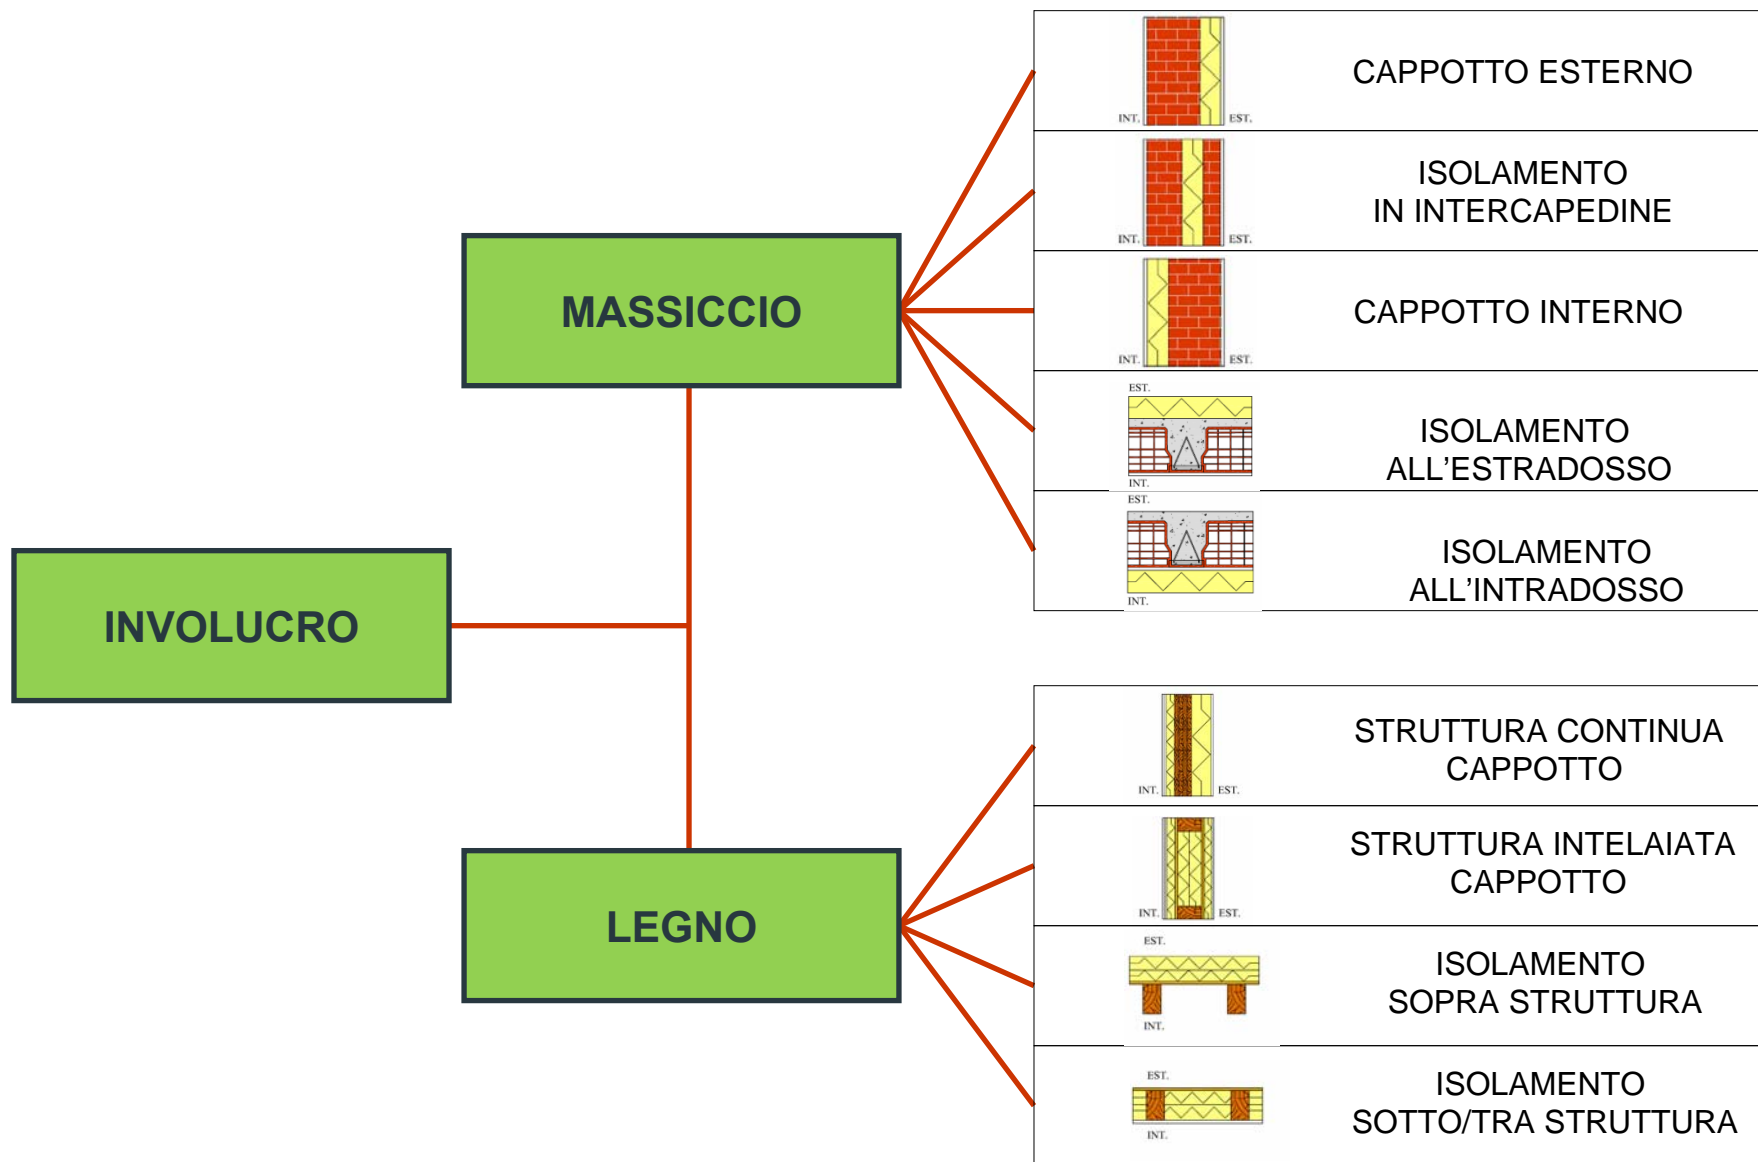 INVOLUCRO
MASSICCIO
INT.
EST.
CAPPOTTO ESTERNO
INT.
EST.
ISOLAMENTO
IN INTERCAPEDINE
INT.
EST.
CAPPOTTO INTERNO
EST.
INT.
ISOLAMENTO
ALL’ESTRADOSSO
EST.
INT.
ISOLAMENTO
ALL’INTRADOSSO
LEGNO
INT.
EST.
STRUTTURA CONTINUA
CAPPOTTO
INT.
EST.
STRUTTURA INTELAIATA
CAPPOTTO
EST.
INT.
ISOLAMENTO
SOPRA STRUTTURA
EST.
INT.
ISOLAMENTO
SOTTO/TRA STRUTTURA